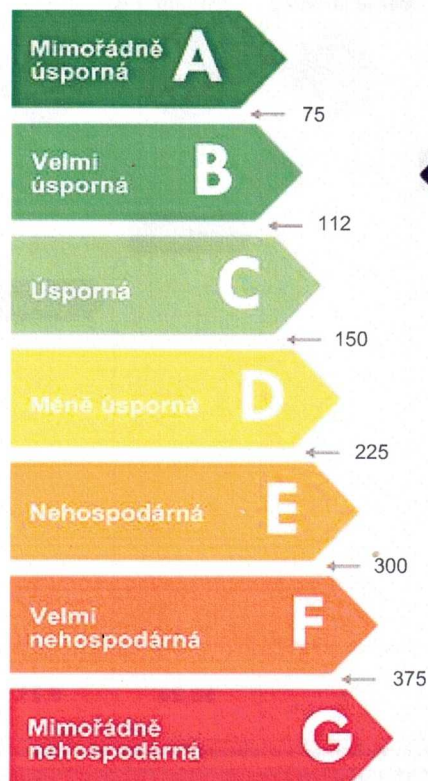 Mimořádně
úsporná A
75
Velmi
úsporná B
112
Úsporná C
150
Méně úsporná D
225
Nehospodárná E
300
Velmi
nehospodárná F
375
Mimořádně
nehospodárná G